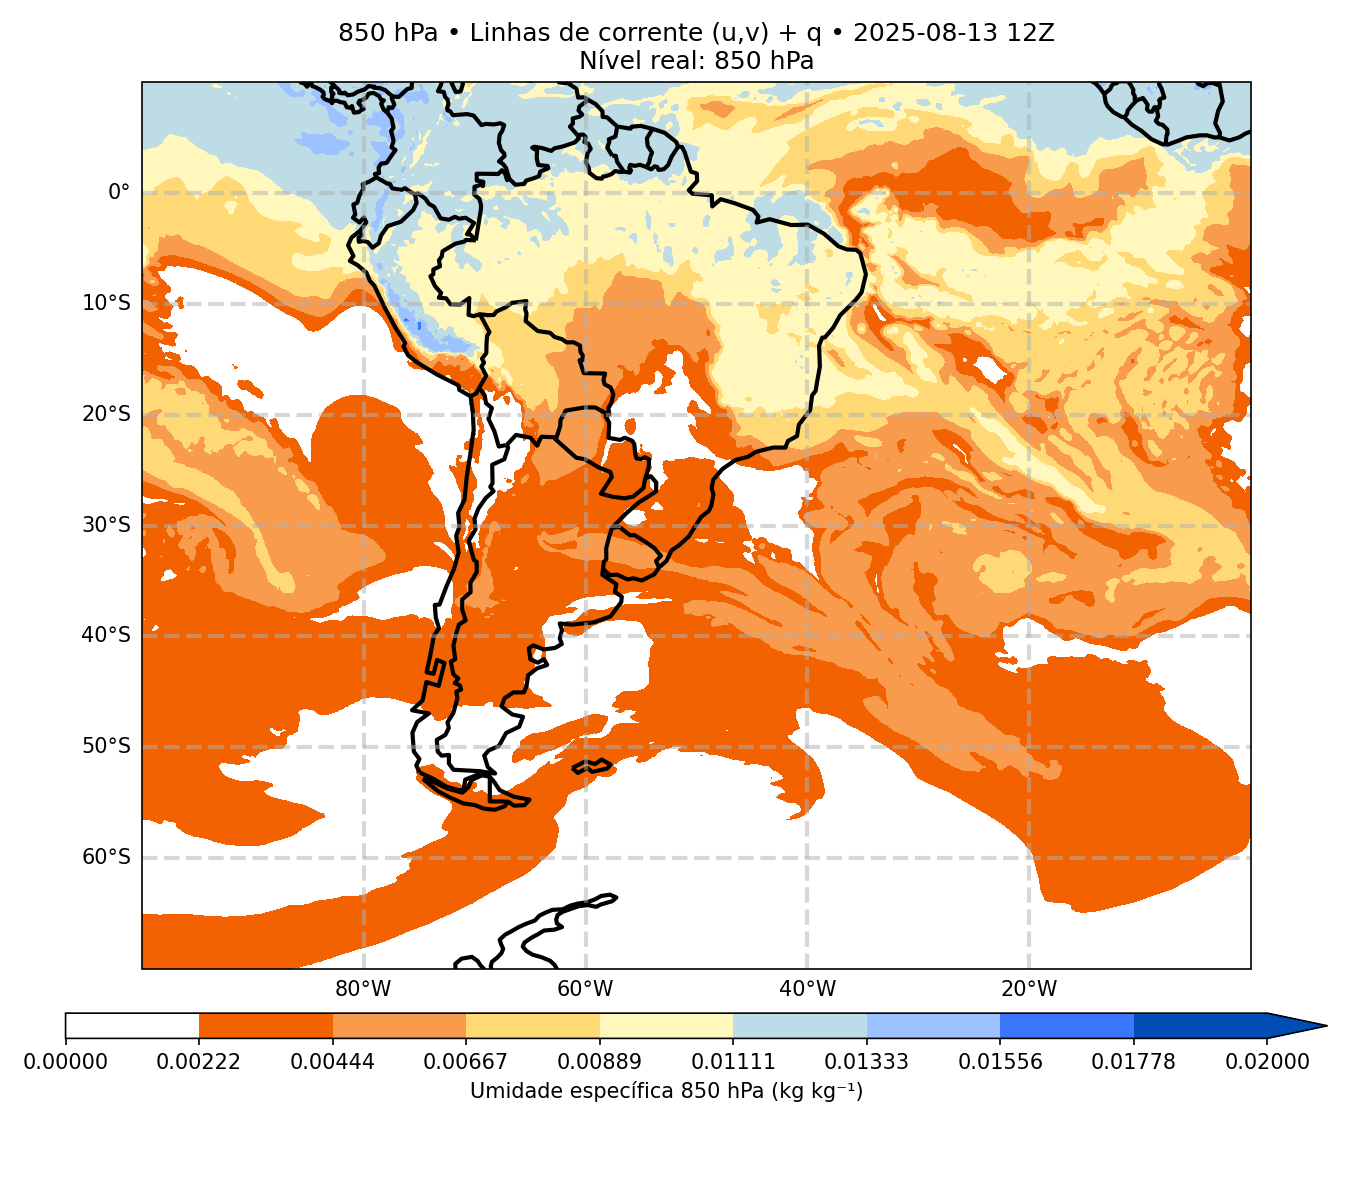 850 hPa • Linhas de corrente (u,v) + q • 2025-08-13 12Z
Nível real: 850 hPa
0°
10°S
20°S
30°S
40°S
50°S
60°S
80°W 60°W 40°W 20°W
0.00000 0.00222 0.00444 0.00667 0.00889 0.01111 0.01333 0.01556 0.01778 0.02000
Umidade específica 850 hPa (kg kg⁻¹)